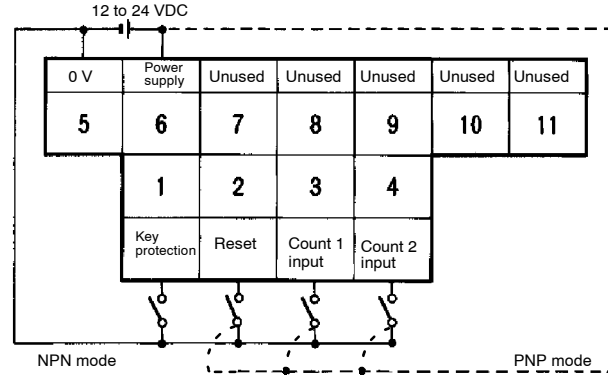 12 to 24 VDC
0 V
Power
supply
Unused
Unused
Unused
Unused
Unused
5
6
7
8
9
10
11
1
2
3
4
Key
protection
Reset
Count 1
input
Count 2
input
NPN mode
PNP mode